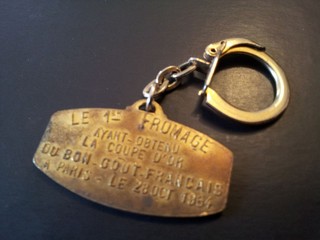 LE 1ER FROMAGE
AYANT OBTENU
LA COUPE D'OR
DU BON GOUT FRANÇAIS
A PARIS - LE 28 OCT 1964